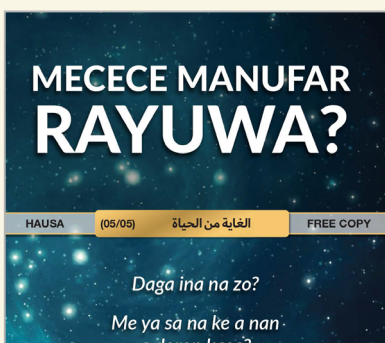 MECECE MANUFAR
RAYUWA?
HAUSA (05/05) الغاية من الحياة FREE COPY
Daga ina na zo?
Me ya sa na ke a nan